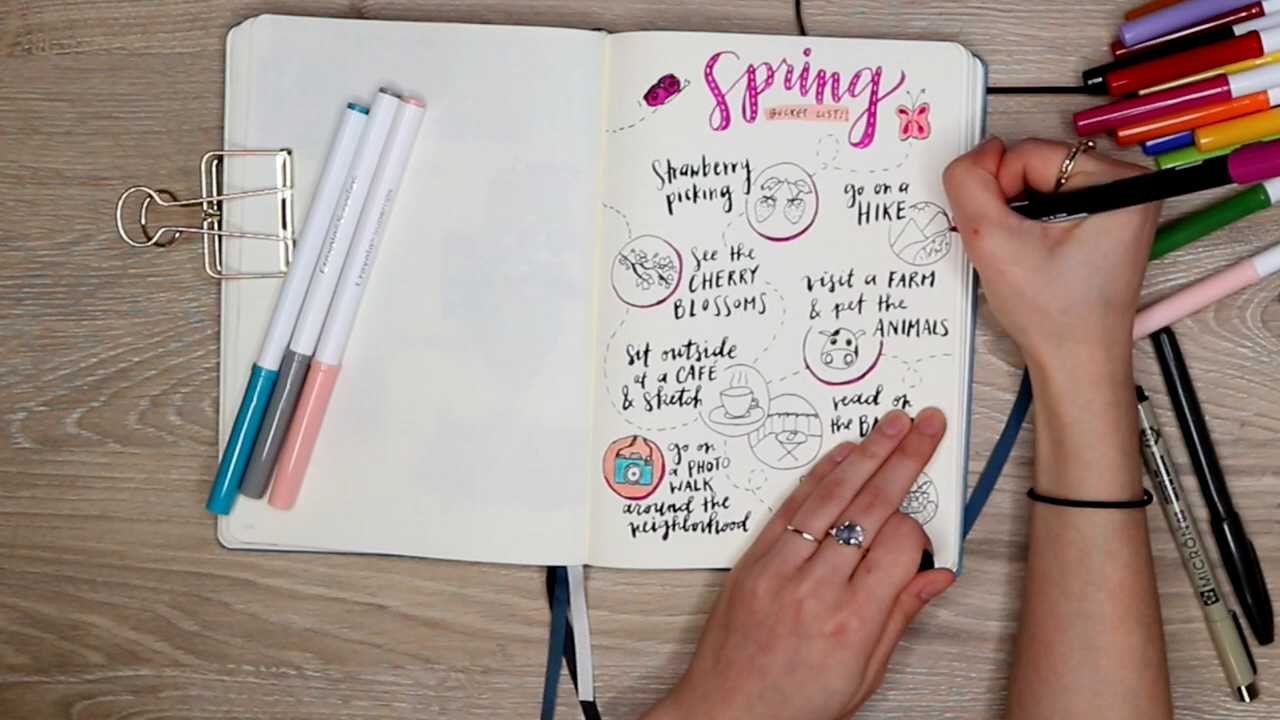 Spring
BUCKET LIST!
Strawberry
picking
go on a
HIKE
See the
CHERRY
BLOSSOMS
visit a FARM
& pet the
ANIMALS
Sit outside
at a CAFÉ
& Sketch
read on
the
go on
a PHOTO
WALK
around the
neighborhood
MICRON